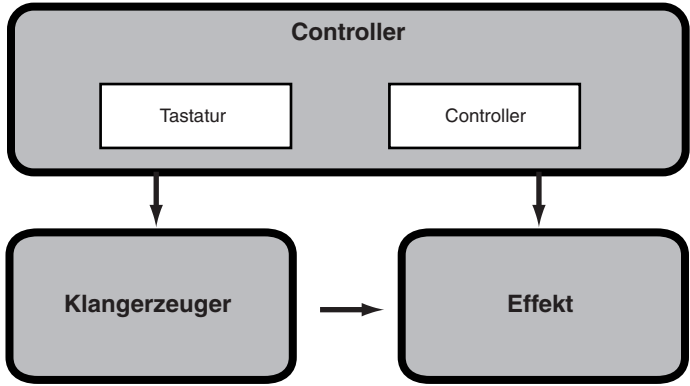 Controller
Tastatur
Controller
Klangerzeuger
Effekt